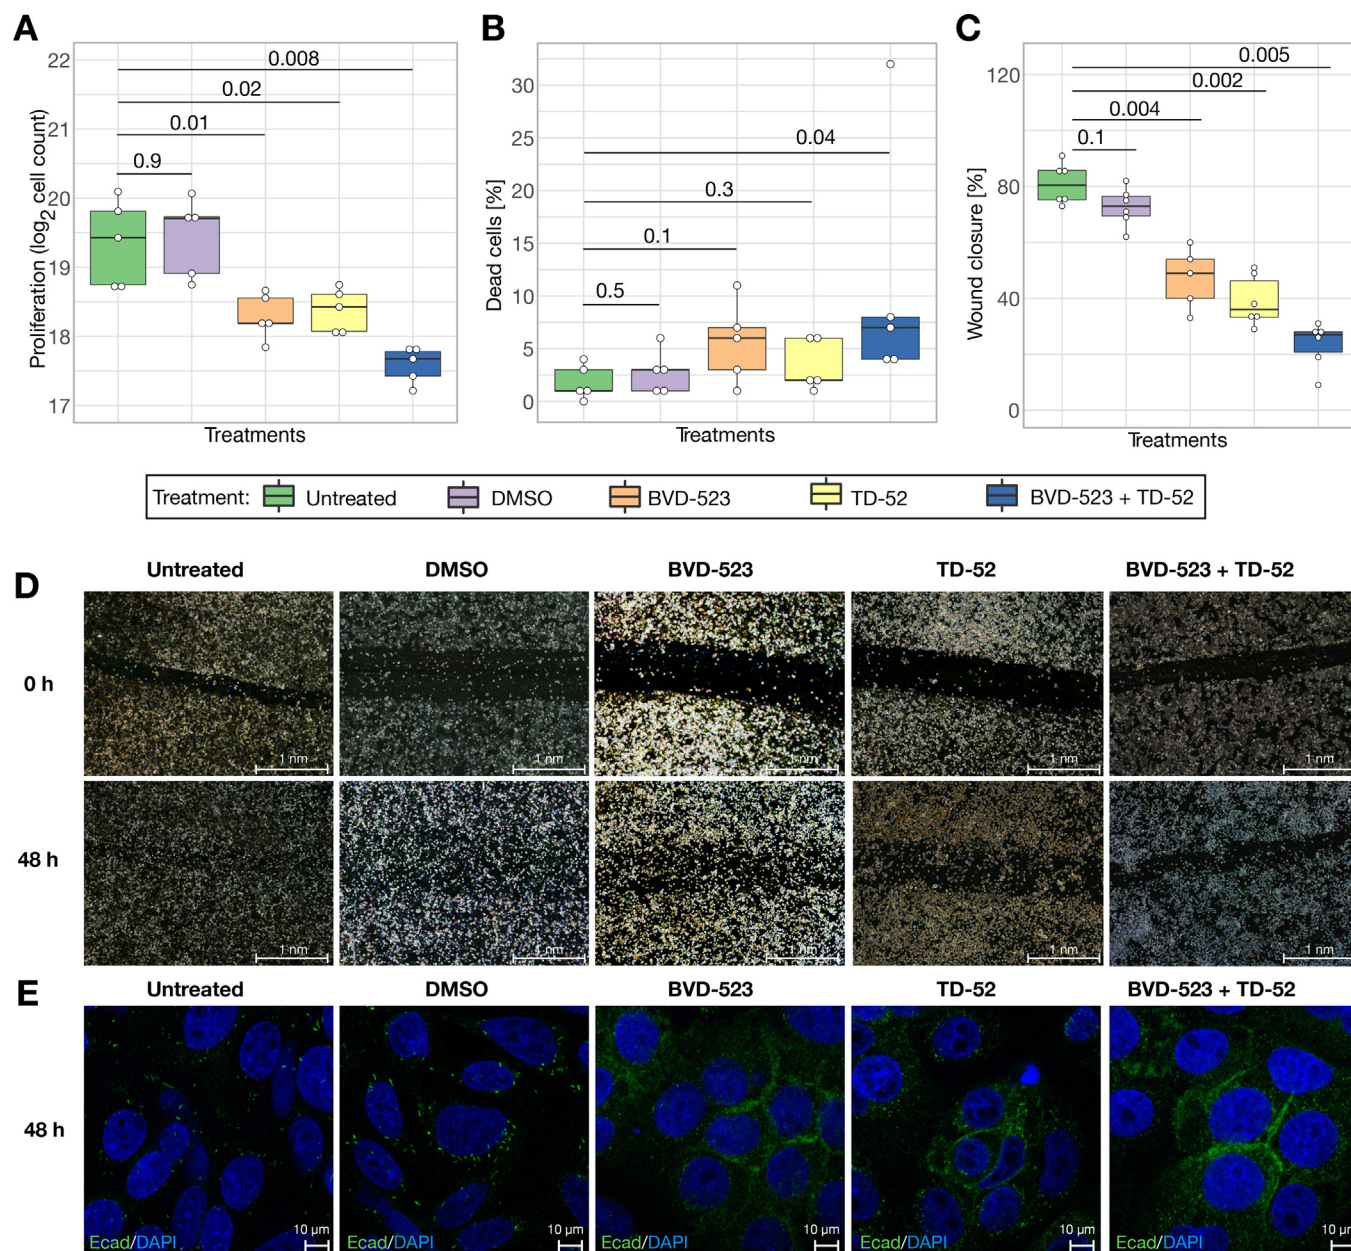 A
B
C
Proliferation (log2 cell count)
22
21
20
19
18
17
0.008
0.02
0.01
0.9
Treatments
Dead cells [%]
30
25
20
15
10
5
0
0.04
0.3
0.1
0.5
Treatments
Wound closure [%]
120
80
40
0
0.005
0.002
0.004
0.1
Treatments
Treatment: Untreated DMSO BVD-523 TD-52 BVD-523 + TD-52
D
Untreated DMSO BVD-523 TD-52 BVD-523 + TD-52
0 h
1 nm 1 nm 1 nm 1 nm 1 nm
48 h
1 nm 1 nm 1 nm 1 nm 1 nm
E
Untreated DMSO BVD-523 TD-52 BVD-523 + TD-52
48 h
10 µm 10 µm 10 µm 10 µm 10 µm
Ecad/DAPI Ecad/DAPI Ecad/DAPI Ecad/DAPI Ecad/DAPI